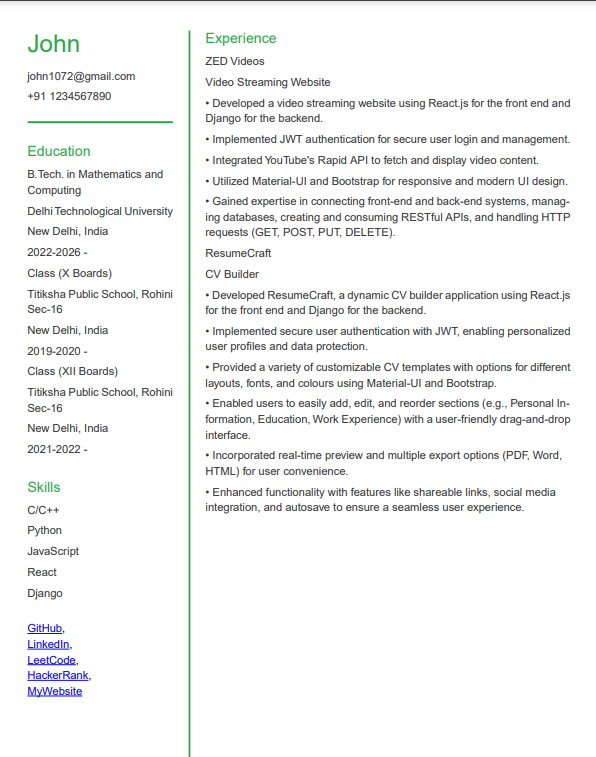 John
john1072@gmail.com
+91 1234567890
Education
B.Tech. in Mathematics and
Computing
Delhi Technological University
New Delhi, India
2022-2026 -
Class (X Boards)
Titiksha Public School, Rohini
Sec-16
New Delhi, India
2019-2020 -
Class (XII Boards)
Titiksha Public School, Rohini
Sec-16
New Delhi, India
2021-2022 -
Skills
C/C++
Python
JavaScript
React
Django
GitHub,
LinkedIn,
LeetCode,
HackerRank,
MyWebsite
Experience
ZED Videos
Video Streaming Website
• Developed a video streaming website using React.js for the front end and
Django for the backend.
• Implemented JWT authentication for secure user login and management.
• Integrated YouTube's Rapid API to fetch and display video content.
• Utilized Material-UI and Bootstrap for responsive and modern UI design.
• Gained expertise in connecting front-end and back-end systems, manag-
ing databases, creating and consuming RESTful APIs, and handling HTTP
requests (GET, POST, PUT, DELETE).
ResumeCraft
CV Builder
• Developed ResumeCraft, a dynamic CV builder application using React.js
for the front end and Django for the backend.
• Implemented secure user authentication with JWT, enabling personalized
user profiles and data protection.
• Provided a variety of customizable CV templates with options for different
layouts, fonts, and colours using Material-UI and Bootstrap.
• Enabled users to easily add, edit, and reorder sections (e.g., Personal In-
formation, Education, Work Experience) with a user-friendly drag-and-drop
interface.
• Incorporated real-time preview and multiple export options (PDF, Word,
HTML) for user convenience.
• Enhanced functionality with features like shareable links, social media
integration, and autosave to ensure a seamless user experience.